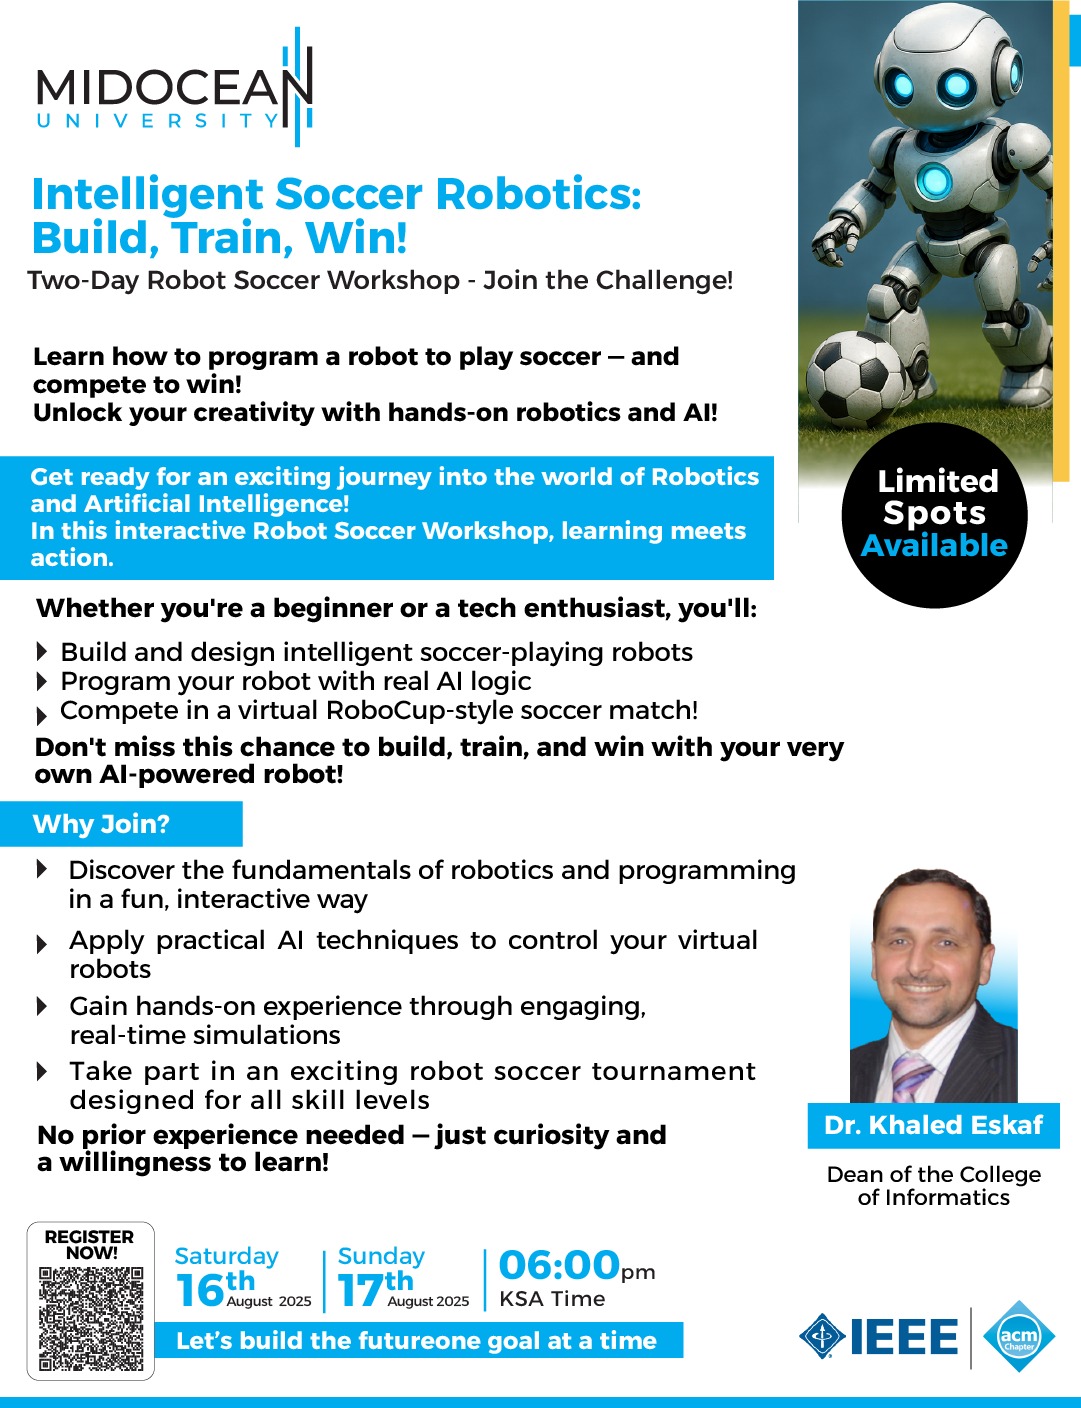 MIDOCEAN
UNIVERSITY
Intelligent Soccer Robotics:
Build, Train, Win!
Two-Day Robot Soccer Workshop - Join the Challenge!
Learn how to program a robot to play soccer — and
compete to win!
Unlock your creativity with hands-on robotics and AI!
Get ready for an exciting journey into the world of Robotics
and Artificial Intelligence!
In this interactive Robot Soccer Workshop, learning meets
action.
Limited
Spots
Available
Whether you're a beginner or a tech enthusiast, you'll:
Build and design intelligent soccer-playing robots
Program your robot with real AI logic
Compete in a virtual RoboCup-style soccer match!
Don't miss this chance to build, train, and win with your very
own AI-powered robot!
Why Join?
Discover the fundamentals of robotics and programming
in a fun, interactive way
Apply practical AI techniques to control your virtual
robots
Gain hands-on experience through engaging,
real-time simulations
Take part in an exciting robot soccer tournament
designed for all skill levels
No prior experience needed — just curiosity and
a willingness to learn!
Dr. Khaled Eskaf
Dean of the College
of Informatics
REGISTER
NOW!
Saturday
16th August 2025
Sunday
17th August 2025
06:00pm
KSA Time
Let's build the futureone goal at a time
IEEE
acm
Chapter